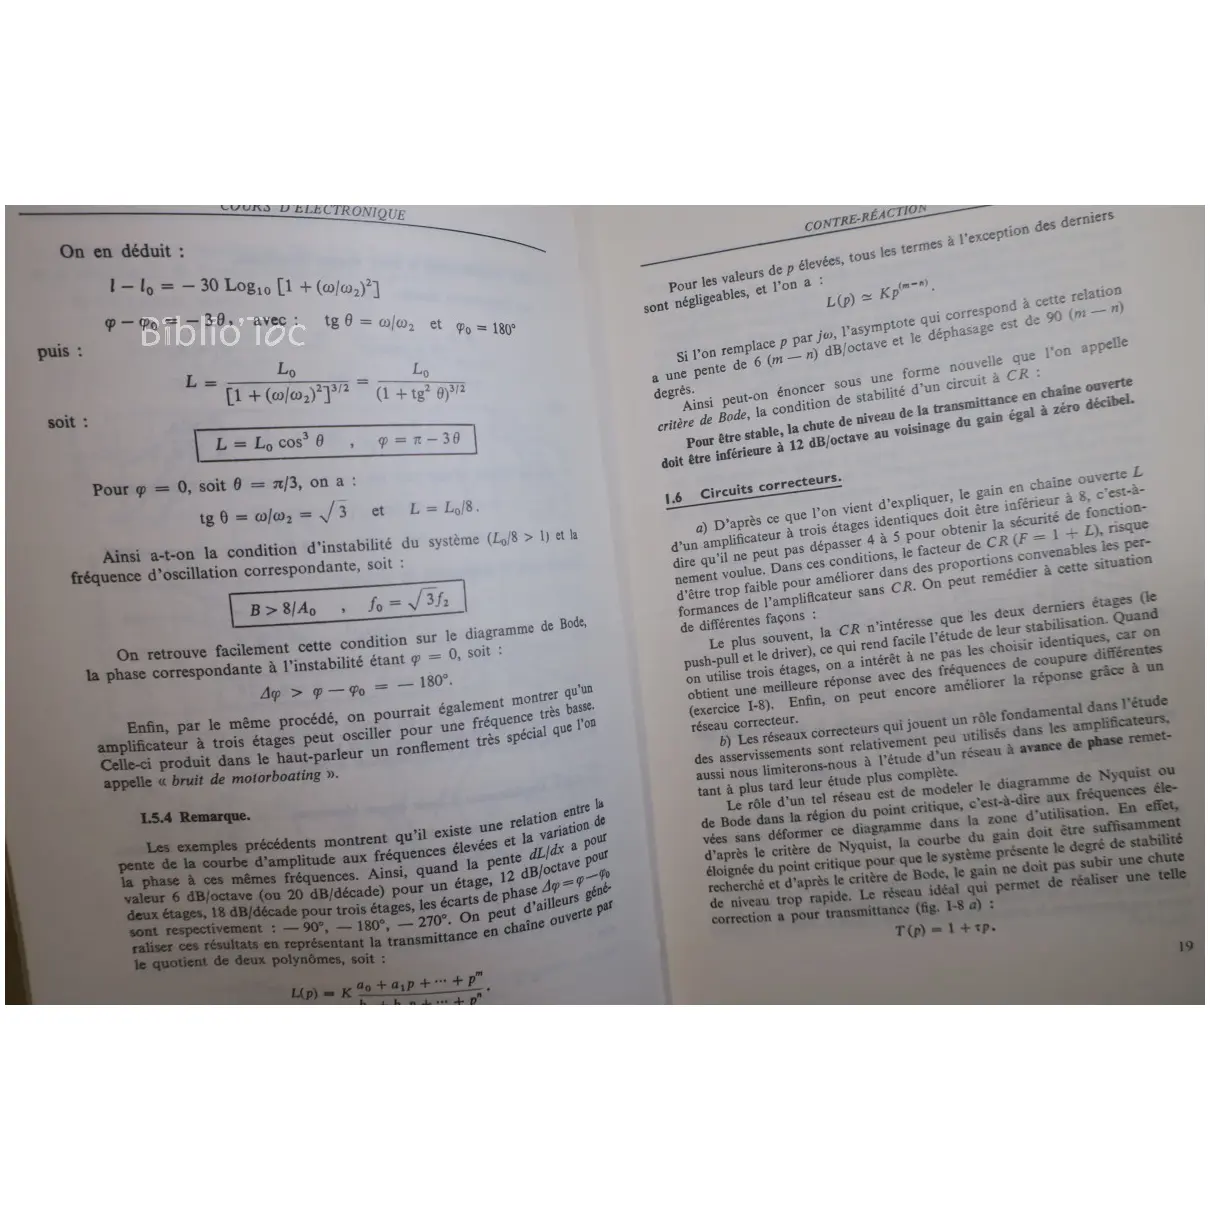 COURS D'ÉLECTRONIQUE
On en déduit :
l − l₀ = − 30 Log₁₀ [1 + (ω/ω₂)²]
φ − φ₀ = − 3θ, avec : tg θ = ω/ω₂ et φ₀ = 180°
Biblio'Toc
puis :
L = L₀ / [1 + (ω/ω₂)²]^3/2 = L₀ / (1 + tg² θ)^3/2
soit :
L = L₀ cos³ θ , φ = π − 3θ
Pour φ = 0, soit θ = π/3, on a :
tg θ = ω/ω₂ = √3 et L = L₀/8.
Ainsi a-t-on la condition d'instabilité du système (L₀/8 > 1) et la
fréquence d'oscillation correspondante, soit :
B > 8/A₀ , f₀ = √3f₂
On retrouve facilement cette condition sur le diagramme de Bode,
la phase correspondante à l'instabilité étant φ = 0, soit :
Δφ > φ − φ₀ = − 180°.
Enfin, par le même procédé, on pourrait également montrer qu'un
amplificateur à trois étages peut osciller pour une fréquence très basse.
Celle-ci produit dans le haut-parleur un ronflement très spécial que l'on
appelle « bruit de motorboating ».
I.5.4 Remarque.
Les exemples précédents montrent qu'il existe une relation entre la
pente de la courbe d'amplitude aux fréquences élevées et la variation de
la phase à ces mêmes fréquences. Ainsi, quand la pente dL/dx a pour
valeur 6 dB/octave (ou 20 dB/décade) pour un étage, 12 dB/octave pour
deux étages, 18 dB/décade pour trois étages, les écarts de phase Δφ = φ − φ₀
sont respectivement : − 90°, − 180°, − 270°. On peut d'ailleurs géné-
raliser ces résultats en représentant la transmittance en chaîne ouverte par
le quotient de deux polynômes, soit :
L(p) = K a₀ + a₁p + ··· + p^m
+ ··· + p^n .
CONTRE-RÉACTION
Pour les valeurs de p élevées, tous les termes à l'exception des derniers
sont négligeables, et l'on a :
L(p) ≃ Kp^(m−n).
Si l'on remplace p par jω, l'asymptote qui correspond à cette relation
a une pente de 6 (m — n) dB/octave et le déphasage est de 90 (m — n)
degrés.
Ainsi peut-on énoncer sous une forme nouvelle que l'on appelle
critère de Bode, la condition de stabilité d'un circuit à CR :
Pour être stable, la chute de niveau de la transmittance en chaîne ouverte
doit être inférieure à 12 dB/octave au voisinage du gain égal à zéro décibel.
1.6 Circuits correcteurs.
a) D'après ce que l'on vient d'expliquer, le gain en chaîne ouverte L
d'un amplificateur à trois étages identiques doit être inférieur à 8, c'est-à-
dire qu'il ne peut pas dépasser 4 à 5 pour obtenir la sécurité de fonction-
nement voulue. Dans ces conditions, le facteur de CR (F = 1 + L), risque
d'être trop faible pour améliorer dans des proportions convenables les per-
formances de l'amplificateur sans CR. On peut remédier à cette situation
de différentes façons :
Le plus souvent, la CR n'intéresse que les deux derniers étages (le
push-pull et le driver), ce qui rend facile l'étude de leur stabilisation. Quand
on utilise trois étages, on a intérêt à ne pas les choisir identiques, car on
obtient une meilleure réponse avec des fréquences de coupure différentes
(exercice I-8). Enfin, on peut encore améliorer la réponse grâce à un
réseau correcteur.
b) Les réseaux correcteurs qui jouent un rôle fondamental dans l'étude
des asservissements sont relativement peu utilisés dans les amplificateurs,
aussi nous limiterons-nous à l'étude d'un réseau à avance de phase remet-
tant à plus tard leur étude plus complète.
Le rôle d'un tel réseau est de modeler le diagramme de Nyquist ou
de Bode dans la région du point critique, c'est-à-dire aux fréquences éle-
vées sans déformer ce diagramme dans la zone d'utilisation. En effet,
d'après le critère de Nyquist, la courbe du gain doit être suffisamment
éloignée du point critique pour que le système présente le degré de stabilité
recherché et d'après le critère de Bode, le gain ne doit pas subir une chute
de niveau trop rapide. Le réseau idéal qui permet de réaliser une telle
correction a pour transmittance (fig. I-8 a) :
T(p) = 1 + τp.
19